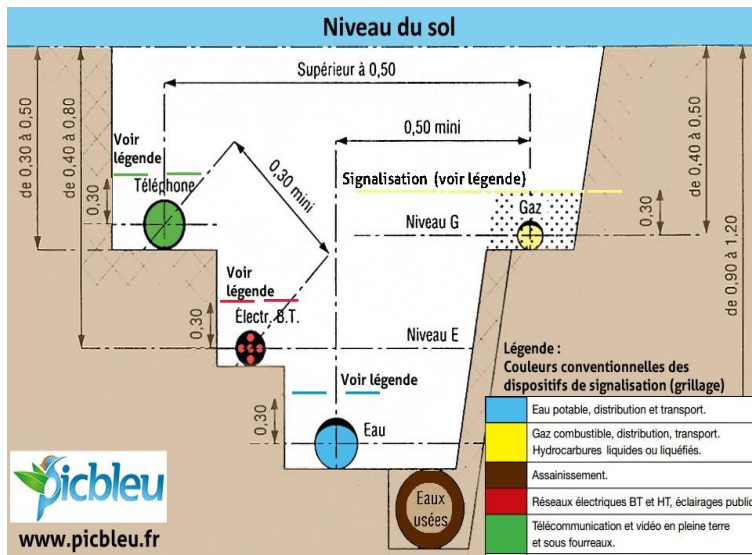 Niveau du sol
Supérieur à 0,50
0,50 mini
de 0,30 à 0,50
de 0,40 à 0,80
Voir
légende
Téléphone
0,30
0,30 mini
Signalisation (voir légende)
Gaz
Niveau G
0,30
de 0,40 à 0,50
de 0,90 à 1,20
Voir
légende
Électr. B.T.
0,30
Niveau E
Voir légende
0,30
Eau
Eaux
usées
Légende :
Couleurs conventionnelles des
dispositifs de signalisation (grillage)
Eau potable, distribution et transport.
Gaz combustible, distribution, transport.
Hydrocarbures liquides ou liquéfiés.
Assainissement.
Réseaux électriques BT et HT, éclairages public
Télécommunication et vidéo en pleine terre
et sous fourreaux.
picbleu
www.picbleu.fr